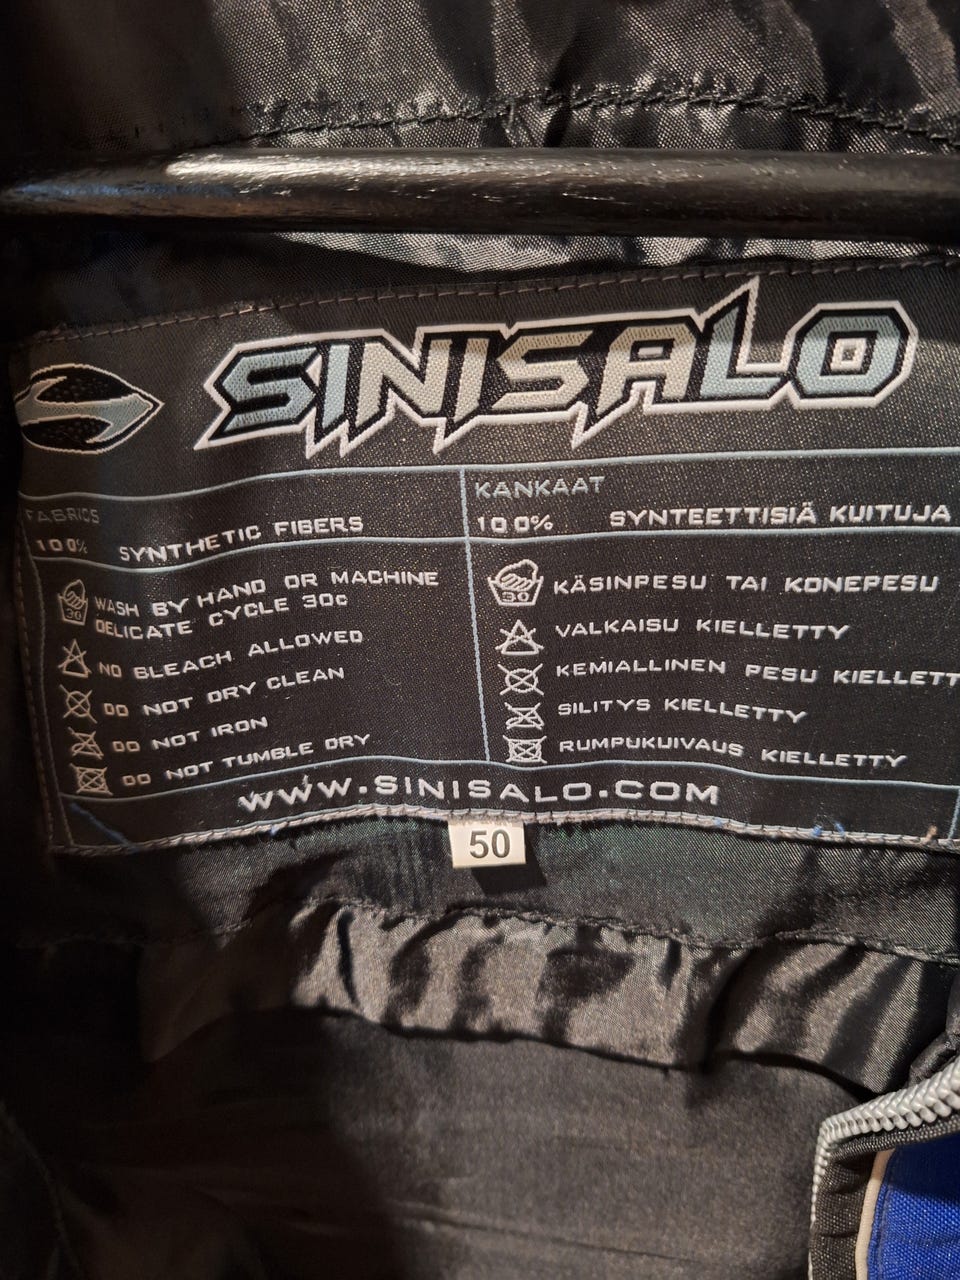 SINISALO
FABRICS
100% SYNTHETIC FIBERS
30 WASH BY HAND OR MACHINE
DELICATE CYCLE 30c
NO BLEACH ALLOWED
DO NOT DRY CLEAN
DO NOT IRON
DO NOT TUMBLE DRY
KANKAAT
100% SYNTEETTISIÄ KUITUJA
30 KÄSINPESU TAI KONEPESU
VALKAISU KIELLETTY
KEMIALLINEN PESU KIELLETT
SILITYS KIELLETTY
RUMPUKUIVAUS KIELLETTY
WWW.SINISALO.COM
50